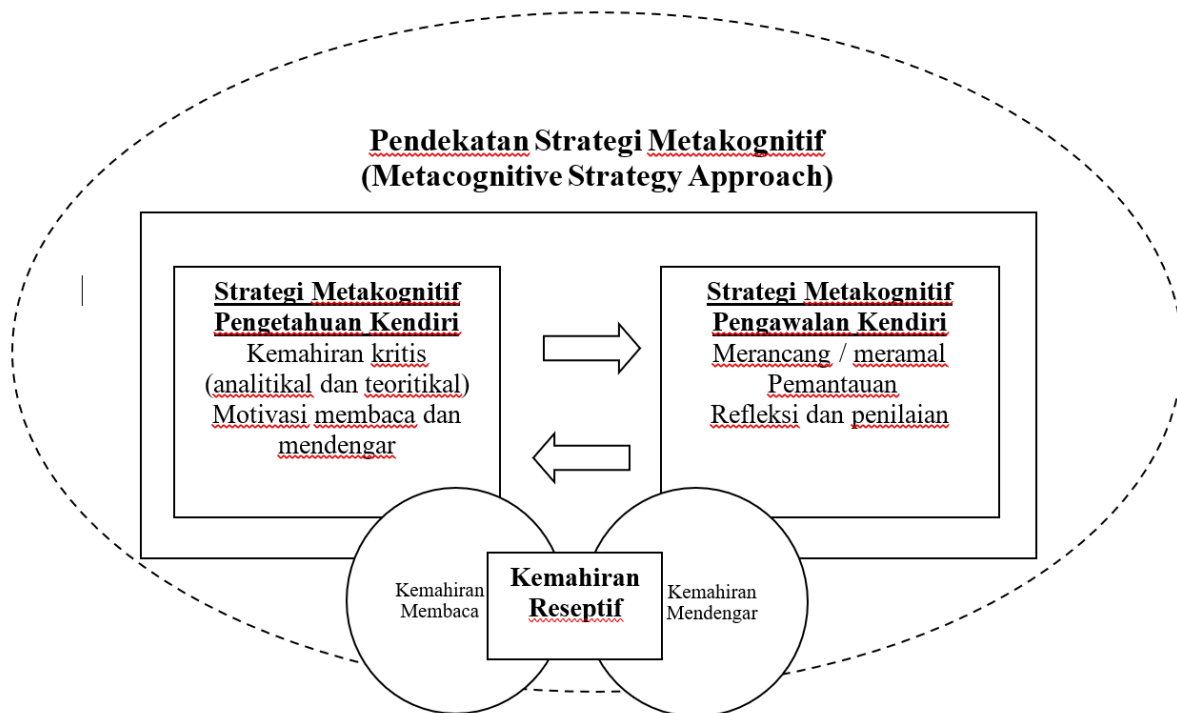 Pendekatan Strategi Metakognitif
(Metacognitive Strategy Approach)
Strategi Metakognitif
Pengetahuan Kendiri
Kemahiran kritis
(analitikal dan teoritikal)
Motivasi membaca dan
mendengar
Strategi Metakognitif
Pengawalan Kendiri
Merancang / meramal
Pemantauan
Refleksi dan penilaian
Kemahiran
Membaca
Kemahiran
Reseptif
Kemahiran
Mendengar